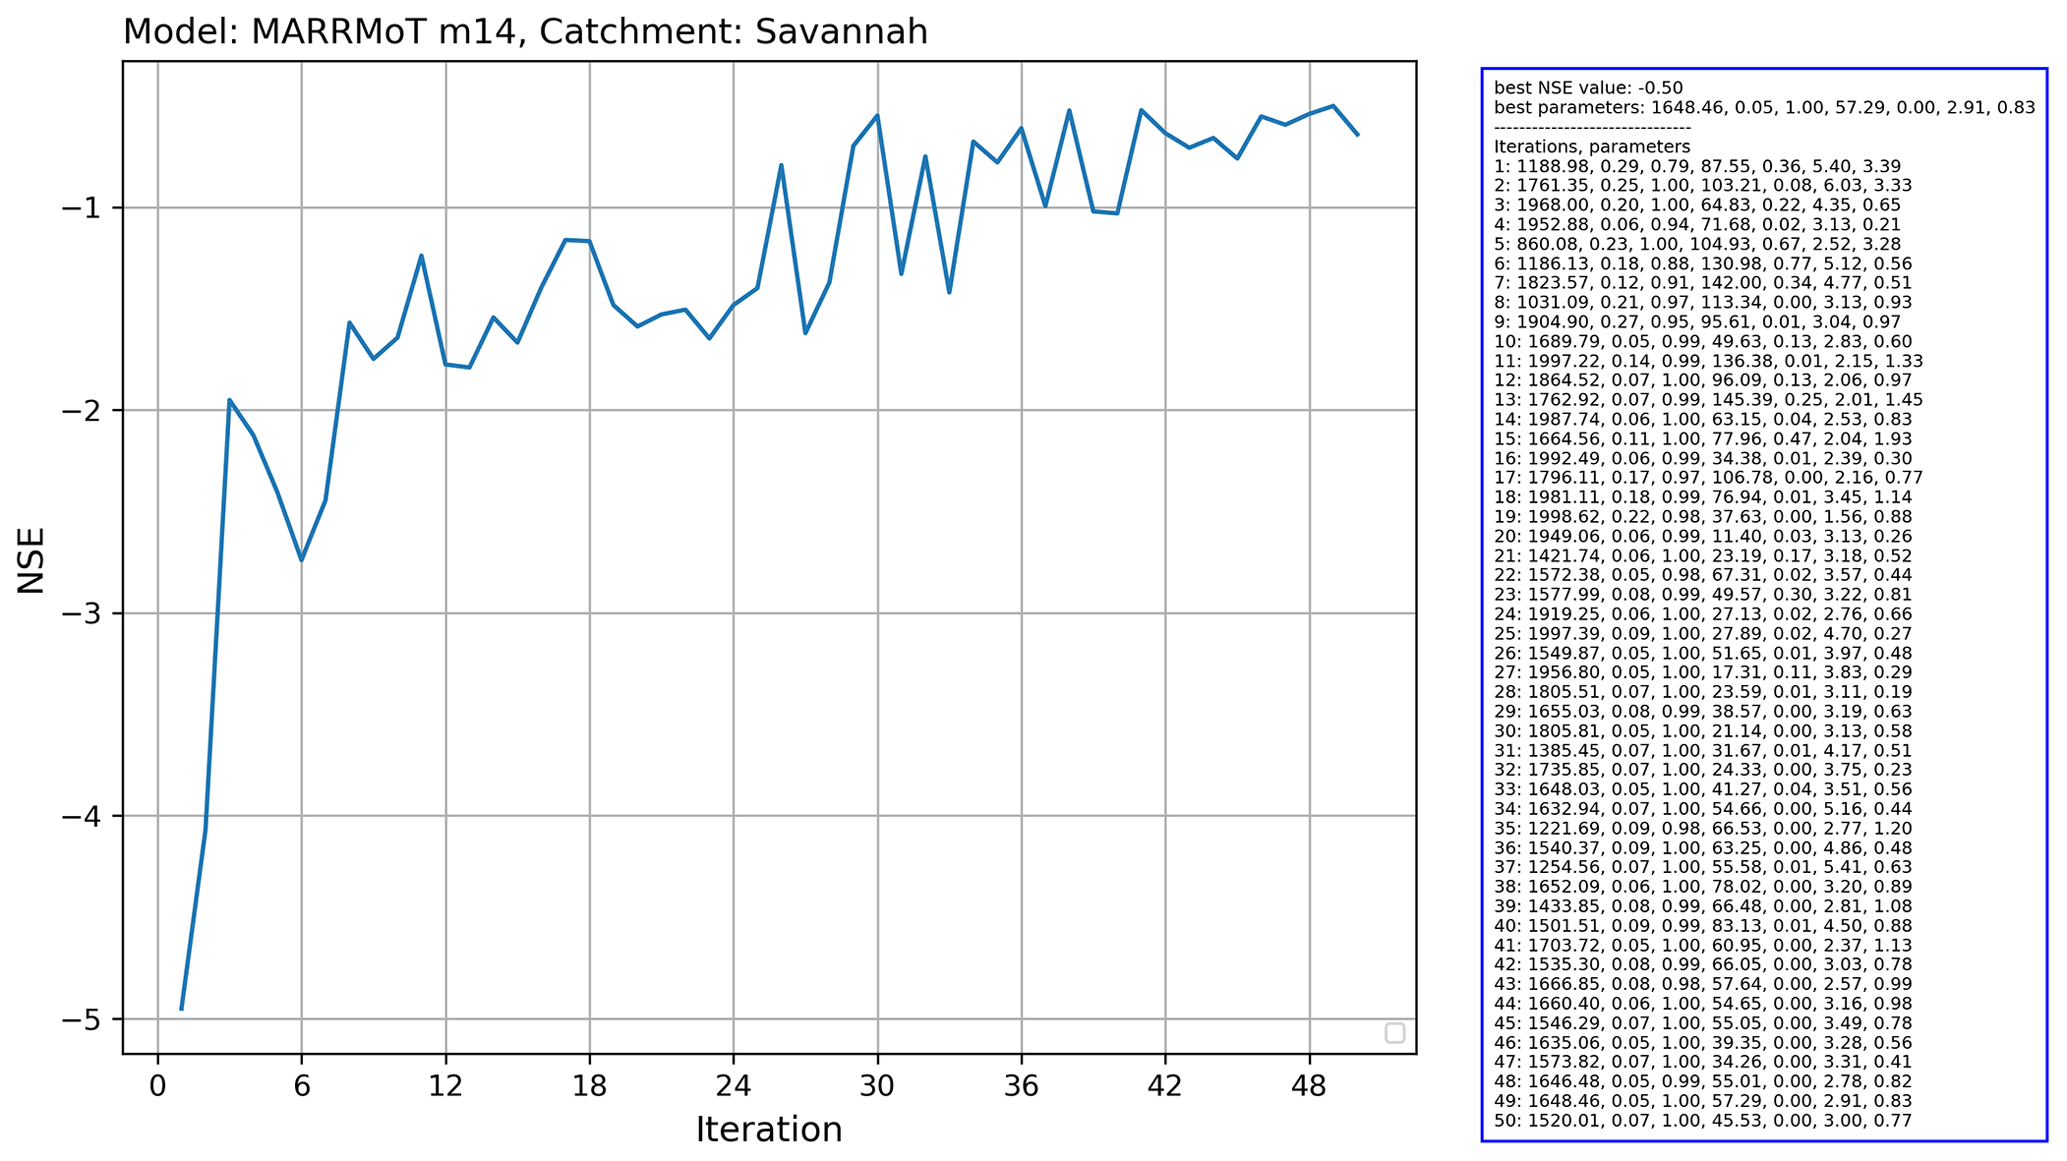 Model: MARRMoT m14, Catchment: Savannah
NSE
−1
−2
−3
−4
−5
0 6 12 18 24 30 36 42 48
Iteration
best NSE value: -0.50
best parameters: 1648.46, 0.05, 1.00, 57.29, 0.00, 2.91, 0.83
--------------------------------
Iterations, parameters
1: 1188.98, 0.29, 0.79, 87.55, 0.36, 5.40, 3.39
2: 1761.35, 0.25, 1.00, 103.21, 0.08, 6.03, 3.33
3: 1968.00, 0.20, 1.00, 64.83, 0.22, 4.35, 0.65
4: 1952.88, 0.06, 0.94, 71.68, 0.02, 3.13, 0.21
5: 860.08, 0.23, 1.00, 104.93, 0.67, 2.52, 3.28
6: 1186.13, 0.18, 0.88, 130.98, 0.77, 5.12, 0.56
7: 1823.57, 0.12, 0.91, 142.00, 0.34, 4.77, 0.51
8: 1031.09, 0.21, 0.97, 113.34, 0.00, 3.13, 0.93
9: 1904.90, 0.27, 0.95, 95.61, 0.01, 3.04, 0.97
10: 1689.79, 0.05, 0.99, 49.63, 0.13, 2.83, 0.60
11: 1997.22, 0.14, 0.99, 136.38, 0.01, 2.15, 1.33
12: 1864.52, 0.07, 1.00, 96.09, 0.13, 2.06, 0.97
13: 1762.92, 0.07, 0.99, 145.39, 0.25, 2.01, 1.45
14: 1987.74, 0.06, 1.00, 63.15, 0.04, 2.53, 0.83
15: 1664.56, 0.11, 1.00, 77.96, 0.47, 2.04, 1.93
16: 1992.49, 0.06, 0.99, 34.38, 0.01, 2.39, 0.30
17: 1796.11, 0.17, 0.97, 106.78, 0.00, 2.16, 0.77
18: 1981.11, 0.18, 0.99, 76.94, 0.01, 3.45, 1.14
19: 1998.62, 0.22, 0.98, 37.63, 0.00, 1.56, 0.88
20: 1949.06, 0.06, 0.99, 11.40, 0.03, 3.13, 0.26
21: 1421.74, 0.06, 1.00, 23.19, 0.17, 3.18, 0.52
22: 1572.38, 0.05, 0.98, 67.31, 0.02, 3.57, 0.44
23: 1577.99, 0.08, 0.99, 49.57, 0.30, 3.22, 0.81
24: 1919.25, 0.06, 1.00, 27.13, 0.02, 2.76, 0.66
25: 1997.39, 0.09, 1.00, 27.89, 0.02, 4.70, 0.27
26: 1549.87, 0.05, 1.00, 51.65, 0.01, 3.97, 0.48
27: 1956.80, 0.05, 1.00, 17.31, 0.11, 3.83, 0.29
28: 1805.51, 0.07, 1.00, 23.59, 0.01, 3.11, 0.19
29: 1655.03, 0.08, 0.99, 38.57, 0.00, 3.19, 0.63
30: 1805.81, 0.05, 1.00, 21.14, 0.00, 3.13, 0.58
31: 1385.45, 0.07, 1.00, 31.67, 0.01, 4.17, 0.51
32: 1735.85, 0.07, 1.00, 24.33, 0.00, 3.75, 0.23
33: 1648.03, 0.05, 1.00, 41.27, 0.04, 3.51, 0.56
34: 1632.94, 0.07, 1.00, 54.66, 0.00, 5.16, 0.44
35: 1221.69, 0.09, 0.98, 66.53, 0.00, 2.77, 1.20
36: 1540.37, 0.09, 1.00, 63.25, 0.00, 4.86, 0.48
37: 1254.56, 0.07, 1.00, 55.58, 0.01, 5.41, 0.63
38: 1652.09, 0.06, 1.00, 78.02, 0.00, 3.20, 0.89
39: 1433.85, 0.08, 0.99, 66.48, 0.00, 2.81, 1.08
40: 1501.51, 0.09, 0.99, 83.13, 0.01, 4.50, 0.88
41: 1703.72, 0.05, 1.00, 60.95, 0.00, 2.37, 1.13
42: 1535.30, 0.08, 0.99, 66.05, 0.00, 3.03, 0.78
43: 1666.85, 0.08, 0.98, 57.64, 0.00, 2.57, 0.99
44: 1660.40, 0.06, 1.00, 54.65, 0.00, 3.16, 0.98
45: 1546.29, 0.07, 1.00, 55.05, 0.00, 3.49, 0.78
46: 1635.06, 0.05, 1.00, 39.35, 0.00, 3.28, 0.56
47: 1573.82, 0.07, 1.00, 34.26, 0.00, 3.31, 0.41
48: 1646.48, 0.05, 0.99, 55.01, 0.00, 2.78, 0.82
49: 1648.46, 0.05, 1.00, 57.29, 0.00, 2.91, 0.83
50: 1520.01, 0.07, 1.00, 45.53, 0.00, 3.00, 0.77